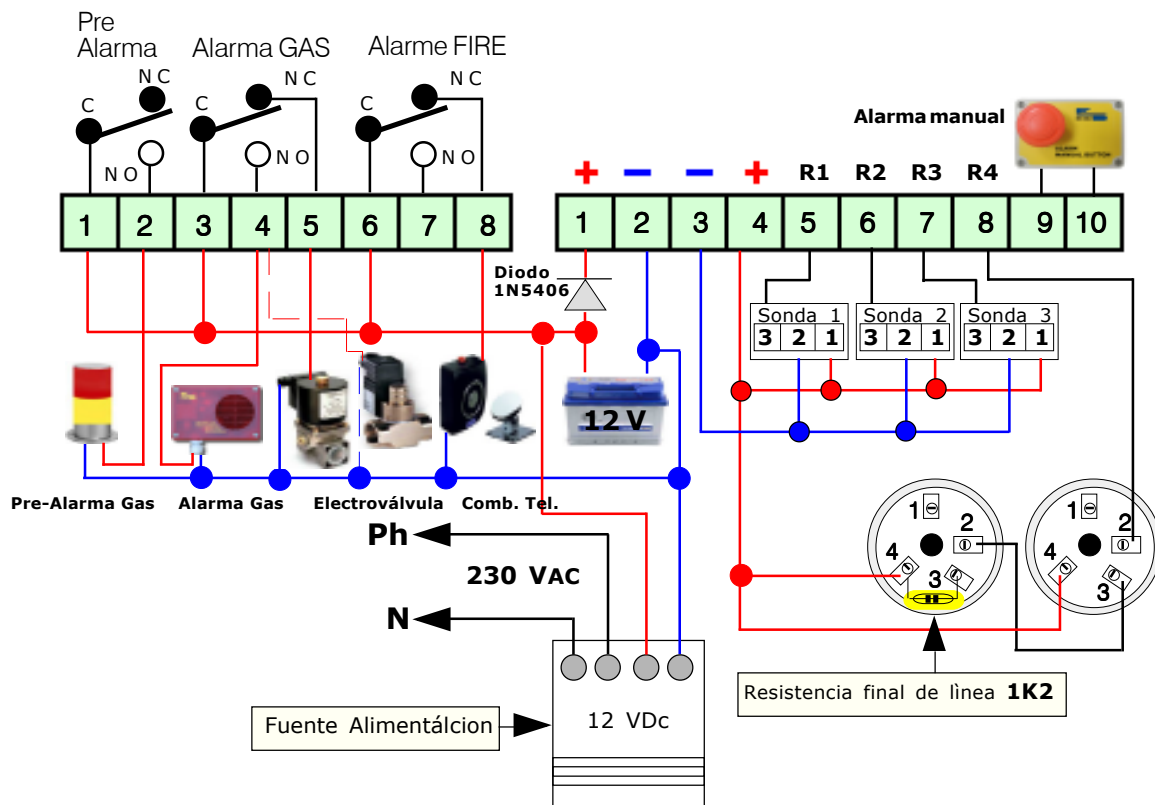 Pre
Alarma
Alarma GAS
Alarme FIRE
C
N C
N O
C
N C
N O
C
N C
N O
Alarma manual
MANUAL BUTTON
+ − − + R1 R2 R3 R4
1 2 3 4 5 6 7 8
1 2 3 4 5 6 7 8 9 10
Diodo
1N5406
Sonda 1
3 2 1
Sonda 2
3 2 1
Sonda 3
3 2 1
12 V
Pre-Alarma Gas
Alarma Gas
Electroválvula
Comb. Tel.
Ph
230 VAC
N
1
2
4
3
1
2
4
3
Resistencia final de lìnea 1K2
Fuente Alimentálcion
12 VDc